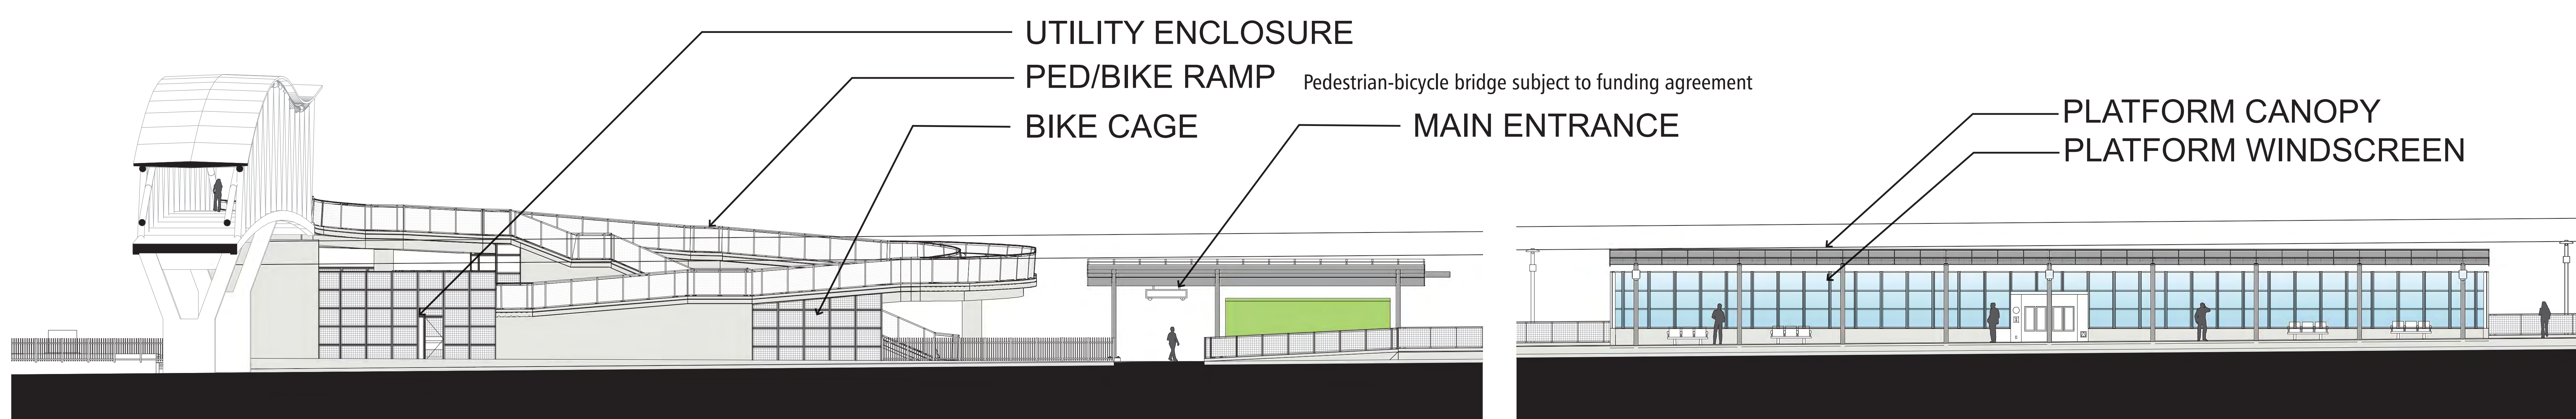 UTILITY ENCLOSURE
PED/BIKE RAMP Pedestrian-bicycle bridge subject to funding agreement
BIKE CAGE
MAIN ENTRANCE
PLATFORM CANOPY
PLATFORM WINDSCREEN